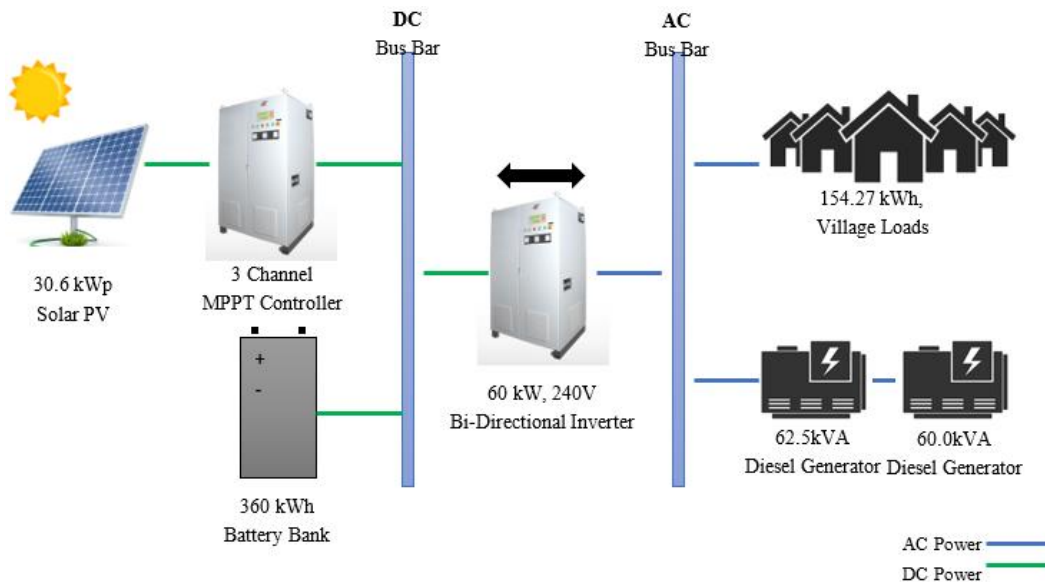 DC
Bus Bar
AC
Bus Bar
30.6 kWp
Solar PV
3 Channel
MPPT Controller
+
-
360 kWh
Battery Bank
60 kW, 240V
Bi-Directional Inverter
154.27 kWh,
Village Loads
62.5kVA
Diesel Generator
60.0kVA
Diesel Generator
AC Power
DC Power